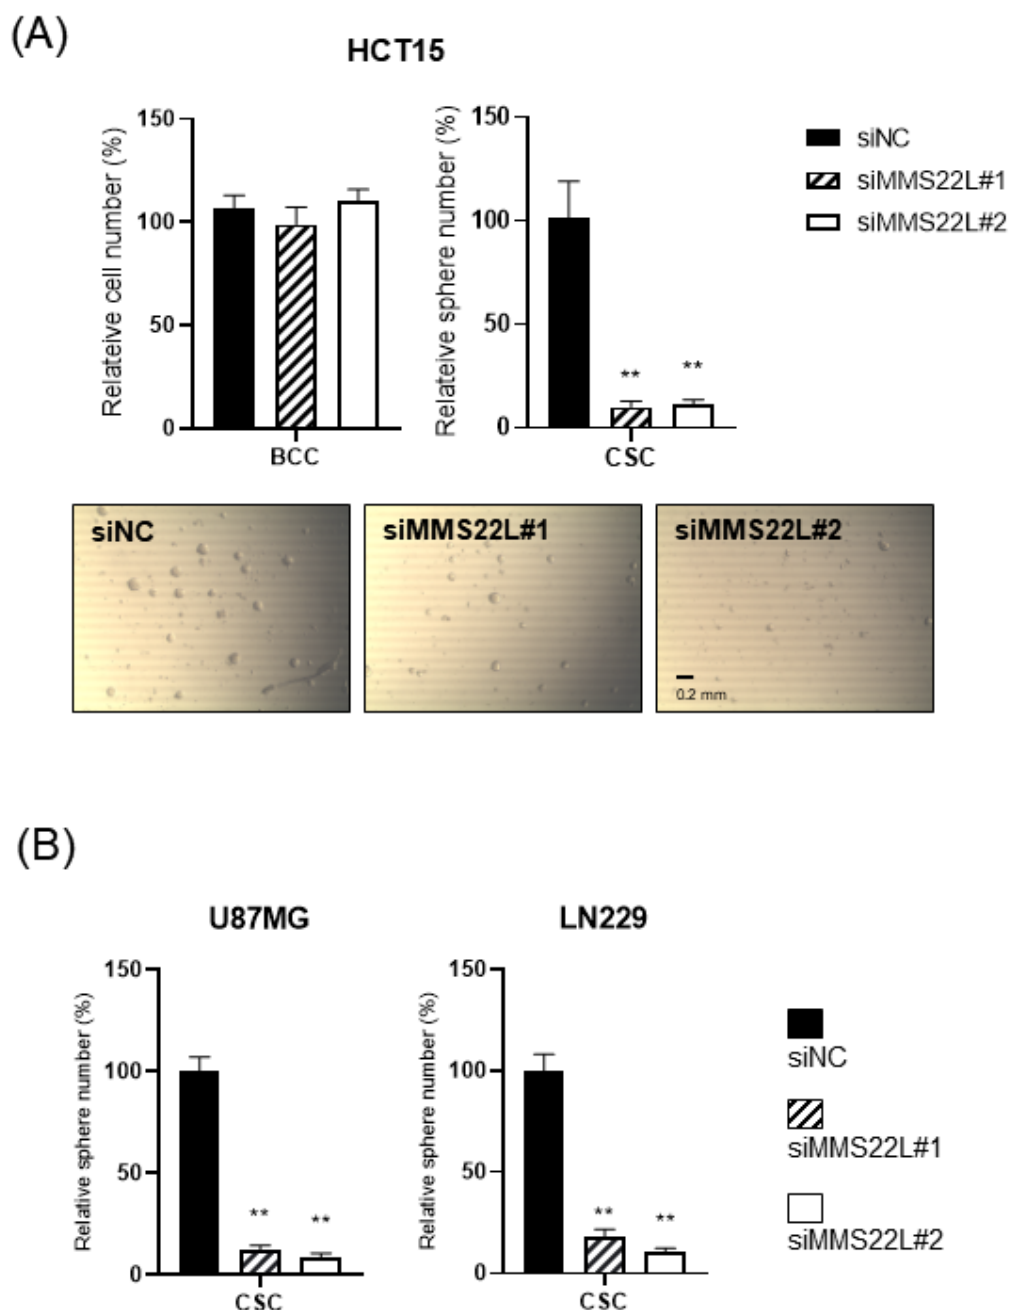 (A)
HCT15
Relateive cell number (%)
150
100
50
0
BCC
Relateive sphere number (%)
150
100
50
0
**
**
CSC
siNC
siMMS22L#1
siMMS22L#2
siNC
siMMS22L#1
siMMS22L#2
0.2 mm
(B)
U87MG
Relative sphere number (%)
150
100
50
0
**
**
CSC
LN229
Relative sphere number (%)
150
100
50
0
**
**
CSC
siNC
siMMS22L#1
siMMS22L#2